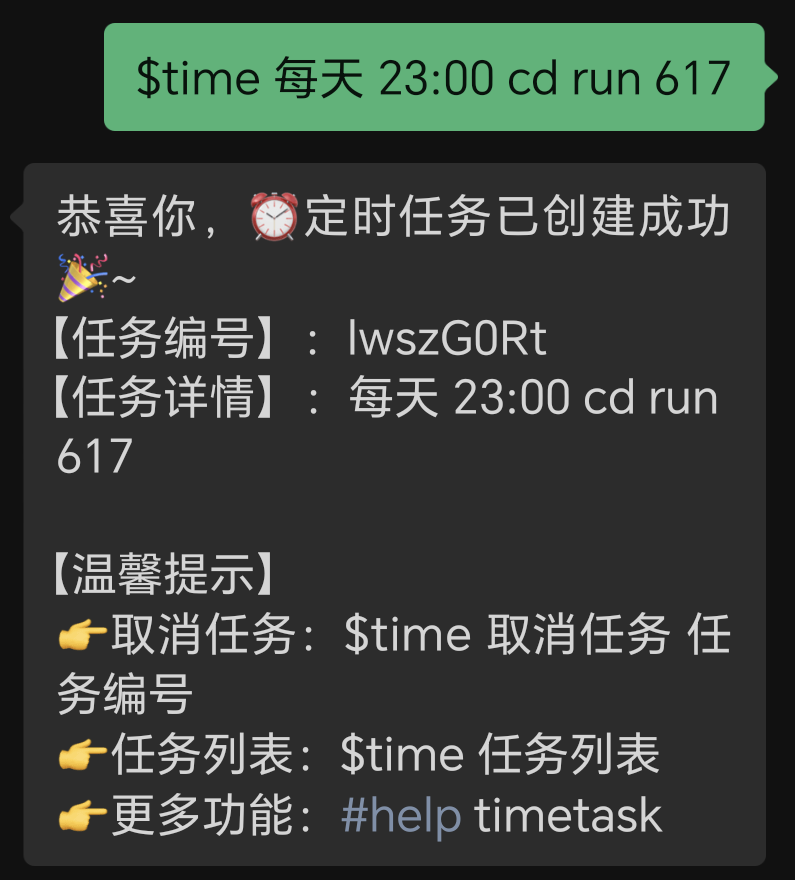 $time 每天 23:00 cd run 617
恭喜你，⏰定时任务已创建成功
🎉~
【任务编号】：lwszG0Rt
【任务详情】：每天 23:00 cd run
617
【温馨提示】
👉取消任务：$time 取消任务 任
务编号
👉任务列表：$time 任务列表
👉更多功能：#help timetask